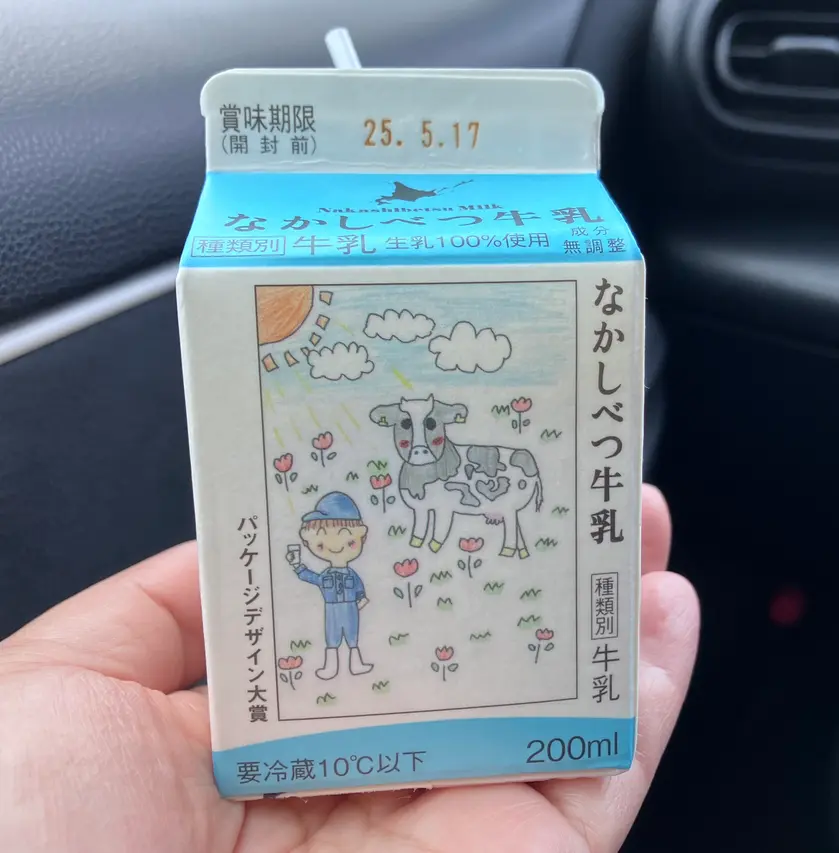 賞味期限
(開封前)
25. 5.17
Nakashibetsu Milk
なかしべつ牛乳
種類別 牛乳 生乳100%使用
成分
無調整
なかしべつ牛乳
種類別 牛乳
パッケージデザイン大賞
要冷蔵10℃以下
200ml